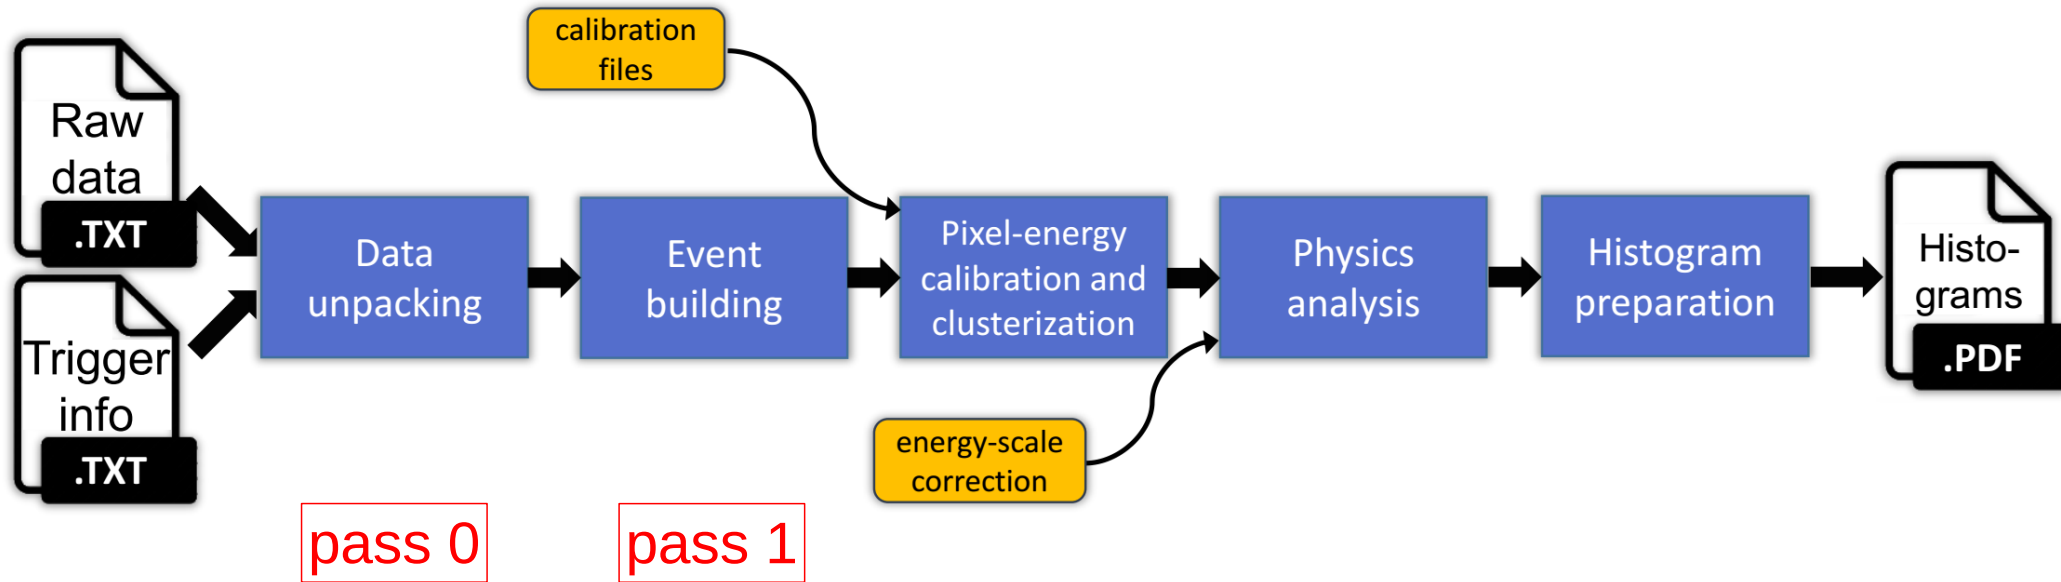 calibration
files
Raw
data
.TXT
Trigger
info
.TXT
Data
unpacking
Event
building
Pixel-energy
calibration and
clusterization
Physics
analysis
Histogram
preparation
Histo-
grams
.PDF
energy-scale
correction
pass 0
pass 1